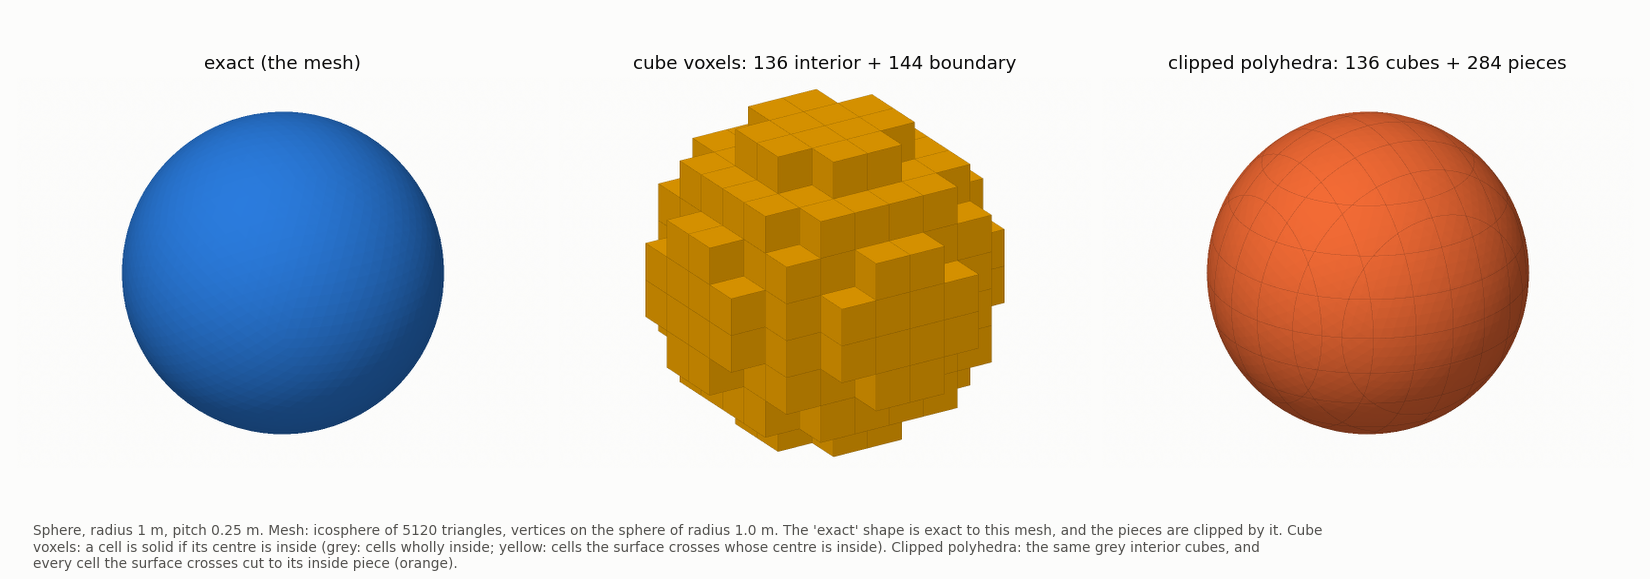 exact (the mesh)
cube voxels: 136 interior + 144 boundary
clipped polyhedra: 136 cubes + 284 pieces
Sphere, radius 1 m, pitch 0.25 m. Mesh: icosphere of 5120 triangles, vertices on the sphere of radius 1.0 m. The 'exact' shape is exact to this mesh, and the pieces are clipped by it. Cube
voxels: a cell is solid if its centre is inside (grey: cells wholly inside; yellow: cells the surface crosses whose centre is inside). Clipped polyhedra: the same grey interior cubes, and
every cell the surface crosses cut to its inside piece (orange).